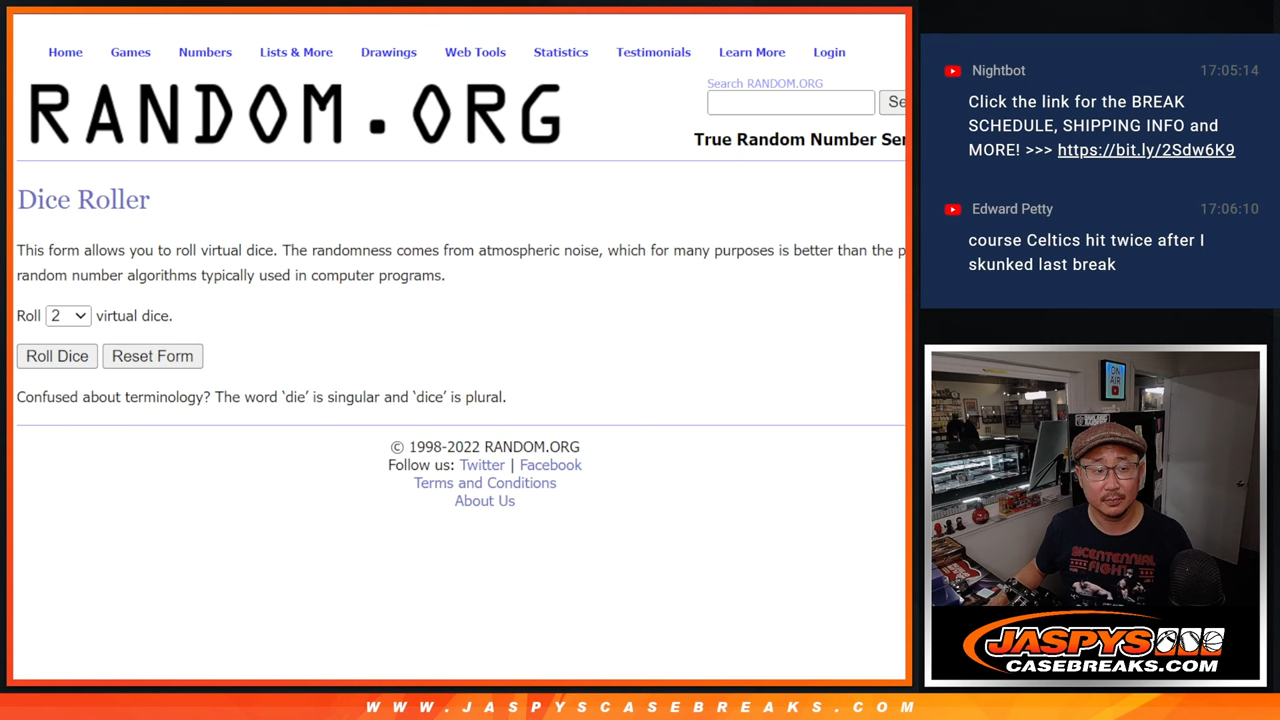 Home Games Numbers Lists & More Drawings Web Tools Statistics Testimonials Learn More Login
Search RANDOM.ORG
RANDOM.ORG
Se
True Random Number Ser
Dice Roller
This form allows you to roll virtual dice. The randomness comes from atmospheric noise, which for many purposes is better than the p
random number algorithms typically used in computer programs.
Roll 2 virtual dice.
Roll Dice Reset Form
Confused about terminology? The word ‘die’ is singular and ‘dice’ is plural.
© 1998-2022 RANDOM.ORG
Follow us: Twitter | Facebook
Terms and Conditions
About Us
Nightbot 17:05:14
Click the link for the BREAK
SCHEDULE, SHIPPING INFO and
MORE! >>> https://bit.ly/2Sdw6K9
Edward Petty 17:06:10
course Celtics hit twice after I
skunked last break
ON
AIR
BICENTENNIAL
FIGHT
JASPYS
CASEBREAKS.COM
WWW.JASPYSCASEBREAKS.COM